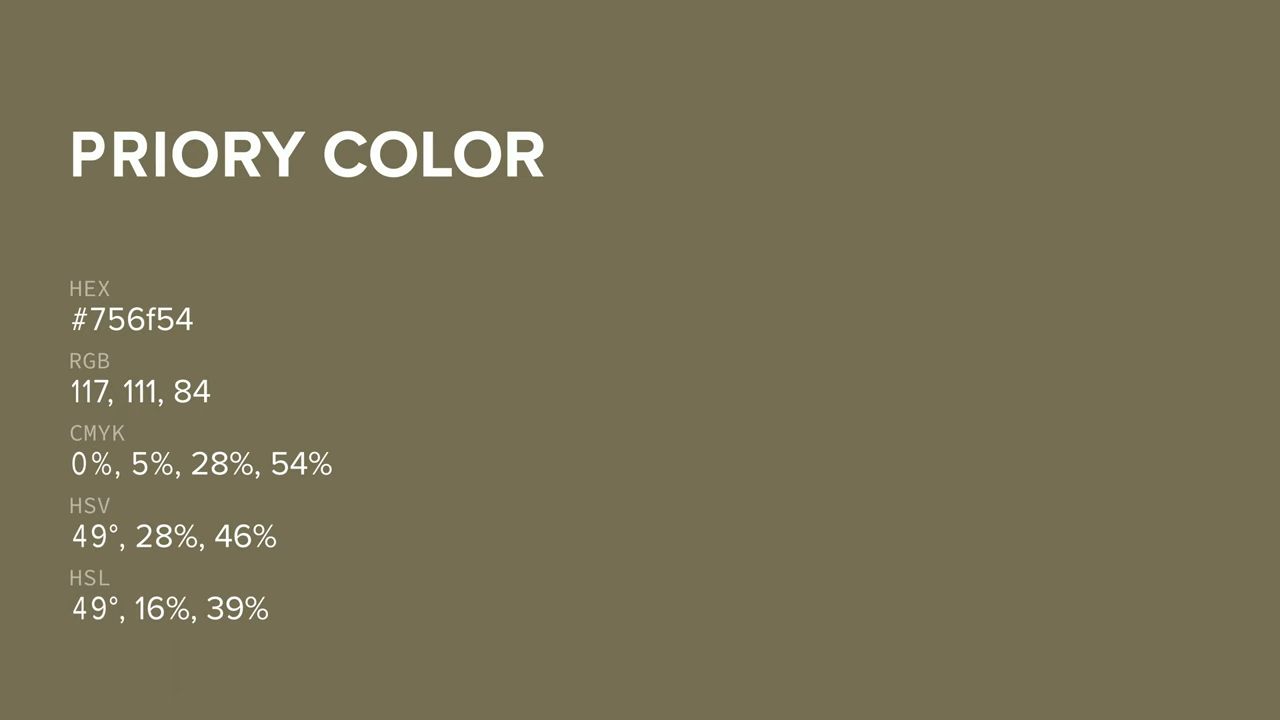 PRIORY COLOR
HEX
#756f54
RGB
117, 111, 84
CMYK
0%, 5%, 28%, 54%
HSV
49°, 28%, 46%
HSL
49°, 16%, 39%